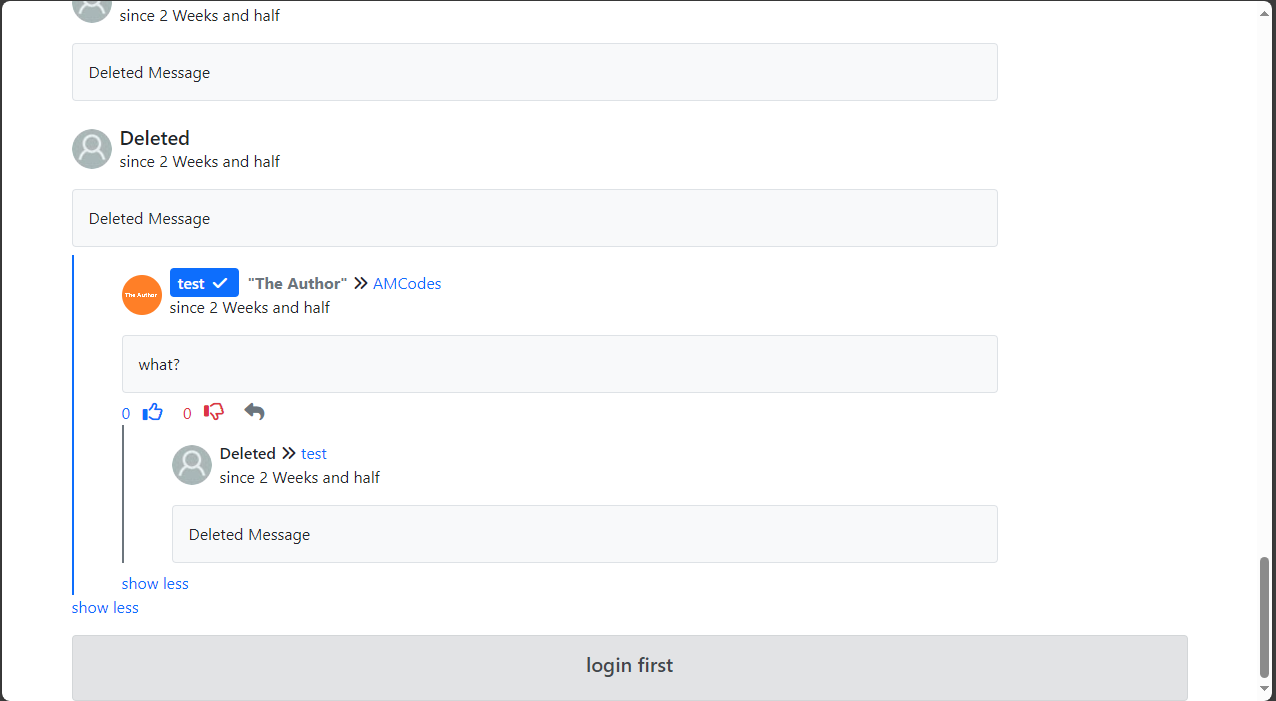 since 2 Weeks and half
Deleted Message
Deleted
since 2 Weeks and half
Deleted Message
The Author
test "The Author" AMCodes
since 2 Weeks and half
what?
0 0
Deleted test
since 2 Weeks and half
Deleted Message
show less
show less
login first